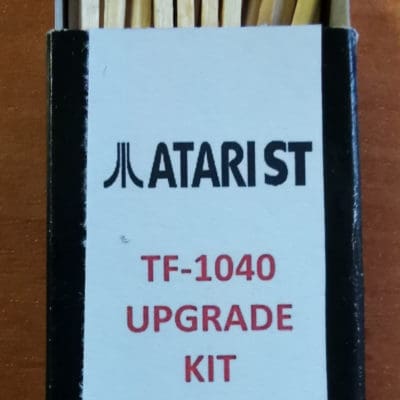 ATARI ST
TF-1040
UPGRADE
KIT